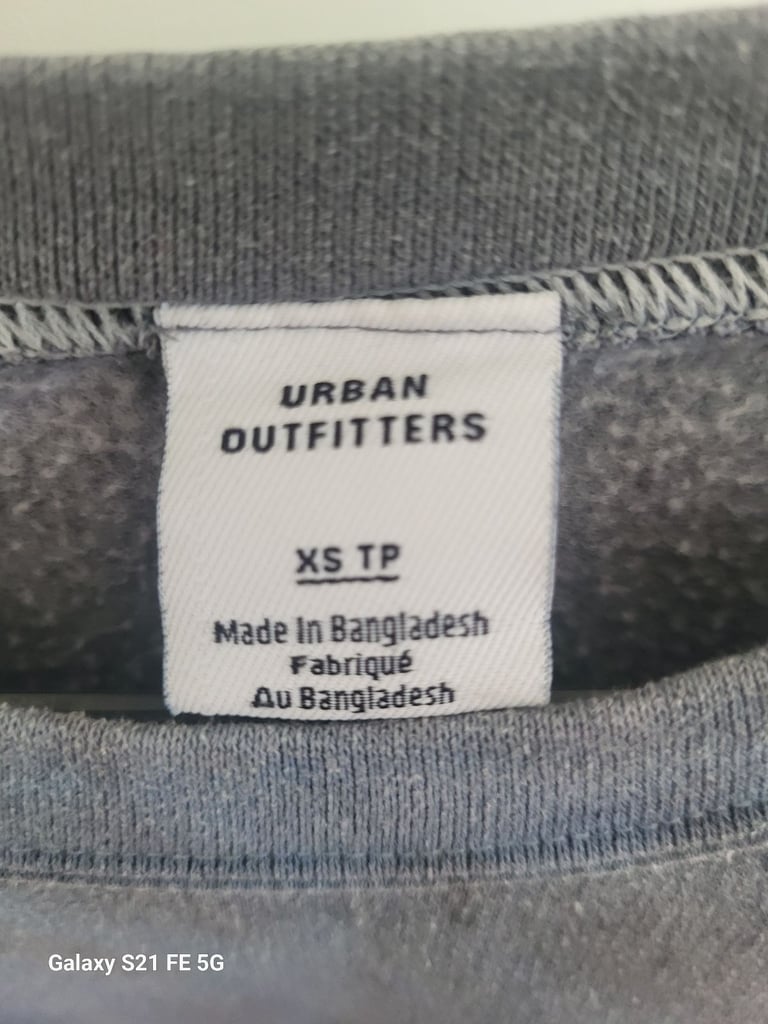 URBAN
OUTFITTERS
XS TP
Made In Bangladesh
Fabriqué
Au Bangladesh
Galaxy S21 FE 5G